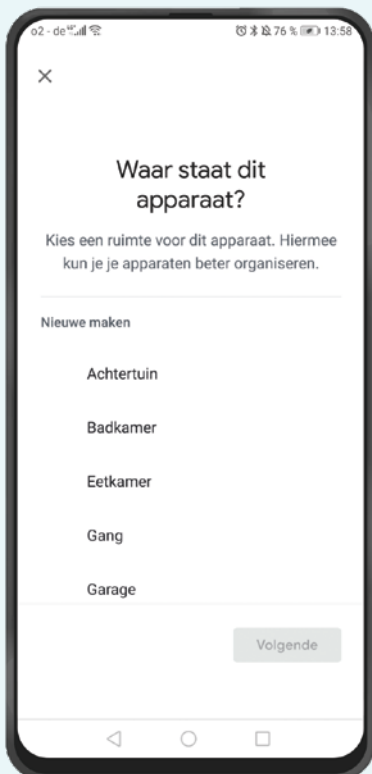 o2 - de 76 % 13:58
Waar staat dit
apparaat?
Kies een ruimte voor dit apparaat. Hiermee
kun je je apparaten beter organiseren.
Nieuwe maken
Achtertuin
Badkamer
Eetkamer
Gang
Garage
Volgende